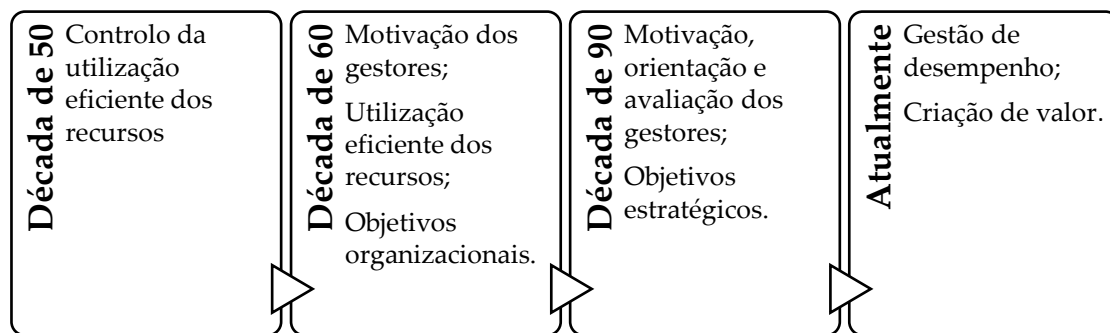 Década de 50
Controlo da
utilização
eficiente dos
recursos
Década de 60
Motivação dos
gestores;
Utilização
eficiente dos
recursos;
Objetivos
organizacionais.
Década de 90
Motivação,
orientação e
avaliação dos
gestores;
Objetivos
estratégicos.
Atualmente
Gestão de
desempenho;
Criação de valor.